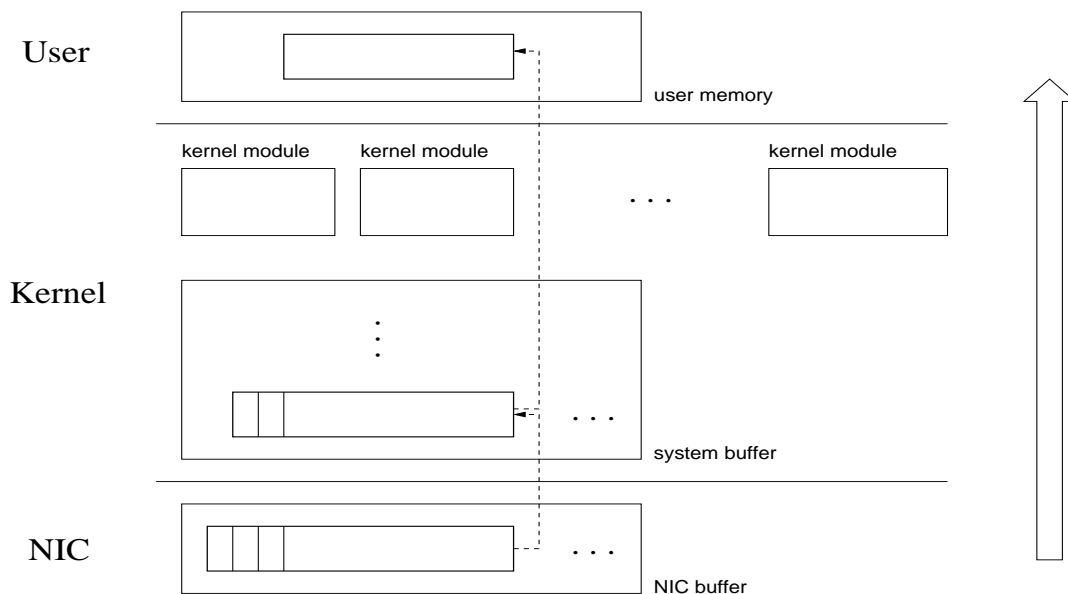 User
user memory
kernel module
kernel module
kernel module
. . .
Kernel
. . .
. . .
system buffer
NIC
. . .
NIC buffer